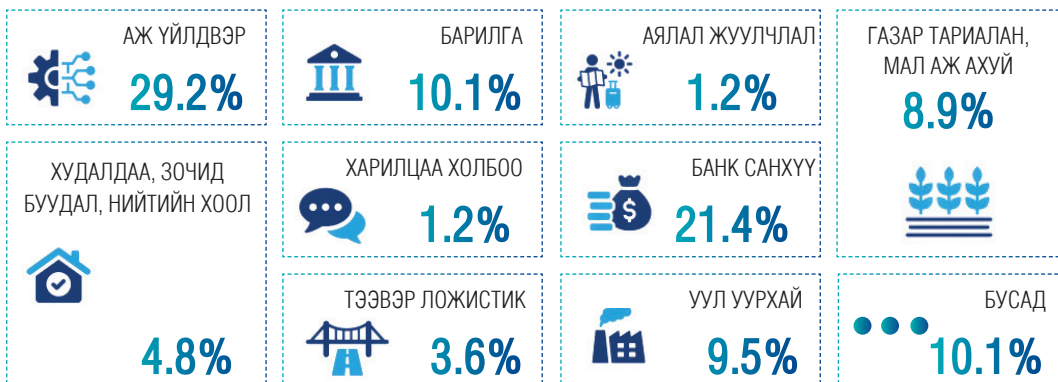 АЖ ҮЙЛДВЭР
29.2%
БАРИЛГА
10.1%
АЯЛАЛ ЖУУЛЧЛАЛ
1.2%
ГАЗАР ТАРИАЛАН,
МАЛ АЖ АХУЙ
8.9%
ХУДАЛДАА, ЗОЧИД
БУУДАЛ, НИЙТИЙН ХООЛ
4.8%
ХАРИЛЦАА ХОЛБОО
1.2%
БАНК САНХҮҮ
21.4%
ТЭЭВЭР ЛОЖИСТИК
3.6%
УУЛ УУРХАЙ
9.5%
БУСАД
10.1%